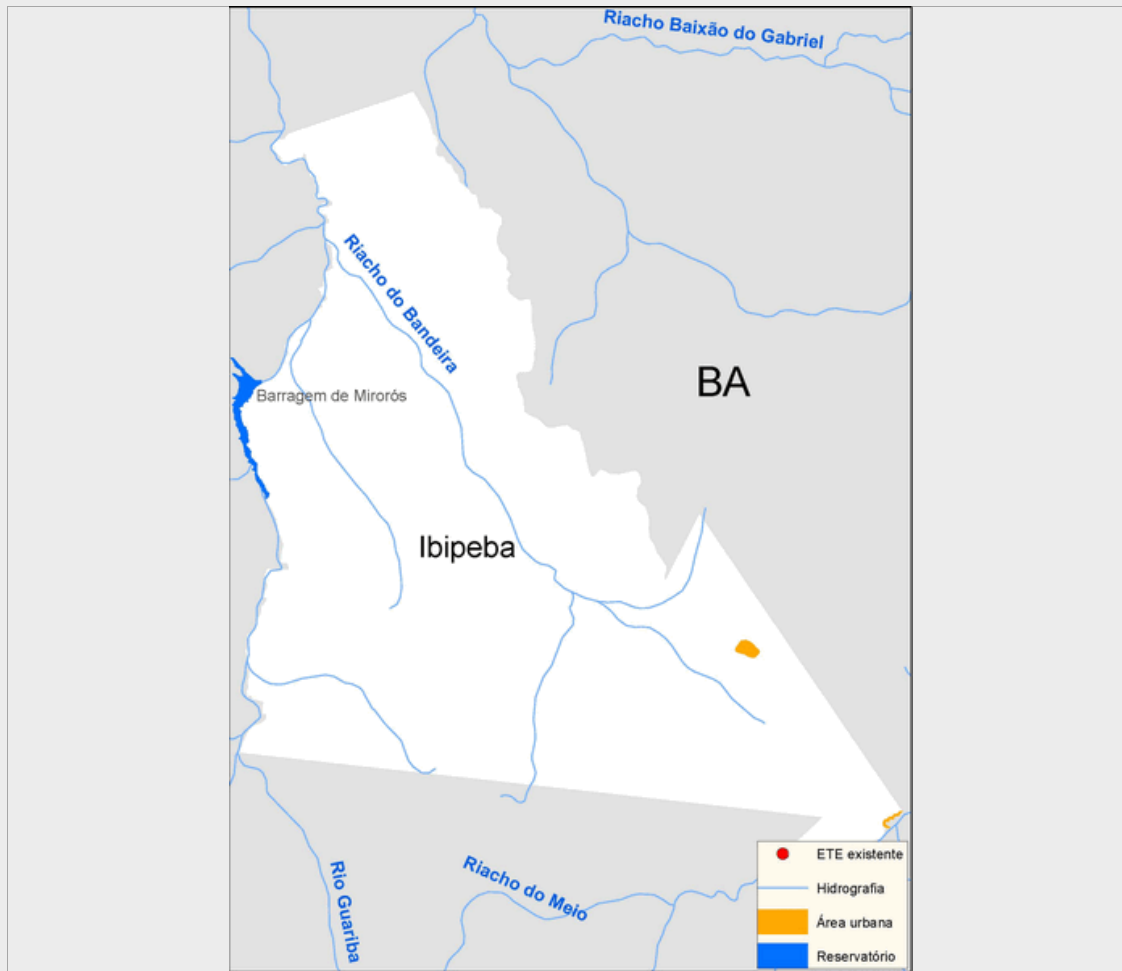 Riacho Baixão do Gabriel
Riacho do Bandeira
BA
Barragem de Mirorós
Ibipeba
Rio Guariba
Riacho do Meio
ETE existente
Hidrografia
Área urbana
Reservatório